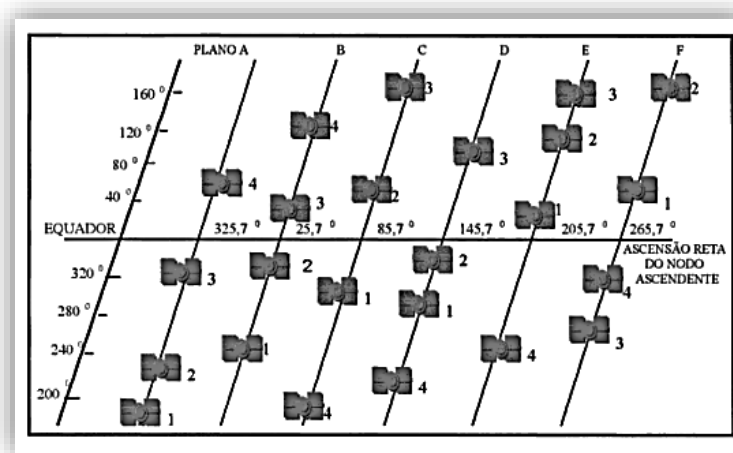 PLANO A B C D E F
160° 3 3 2
120° 4 2
80° 4 2 3 1
40° 3 1
EQUADOR 325,7° 25,7° 85,7° 145,7° 205,7° 265,7°
ASCENSÃO RETA
DO NODO
ASCENDENTE
320° 3 2 2 4
280° 1 1 3
240° 2 1 4 4
200° 1 4